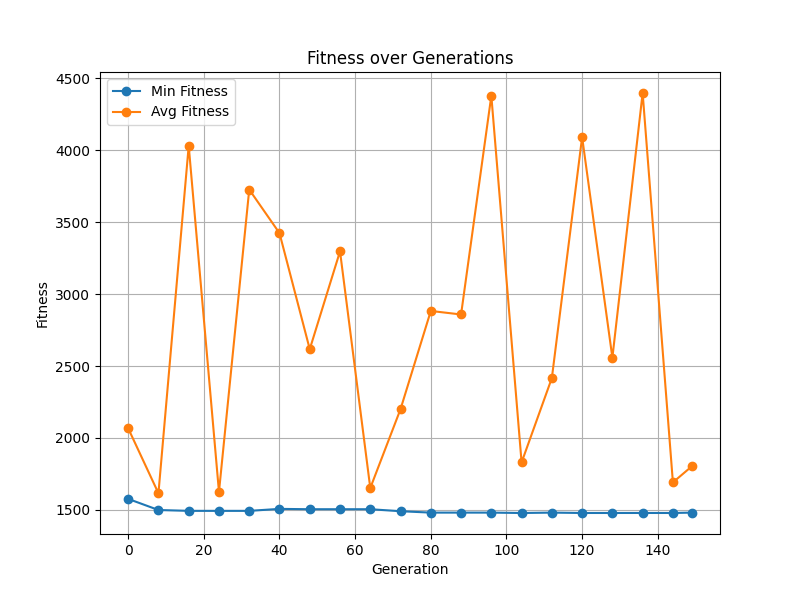 Fitness over Generations
Min Fitness
Avg Fitness
4500
4000
3500
3000
2500
2000
1500
Fitness
0 20 40 60 80 100 120 140
Generation